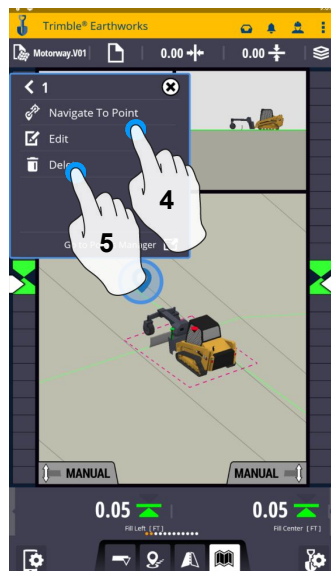 Trimble® Earthworks
Motorway.V01
0.00
0.00
1
Navigate To Point
Edit
4
5
MANUAL
MANUAL
0.05
0.05
Fill Left [FT]
Fill Center [FT]